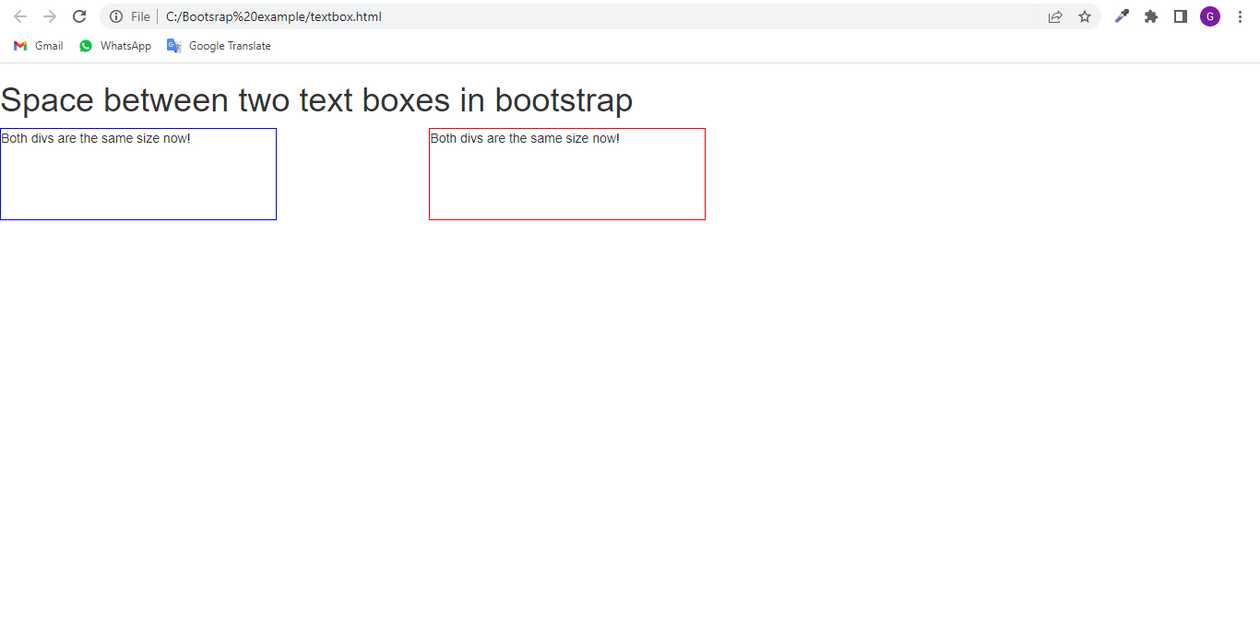 File C:/Bootsrap%20example/textbox.html G
Gmail WhatsApp Google Translate
Space between two text boxes in bootstrap
Both divs are the same size now! Both divs are the same size now!